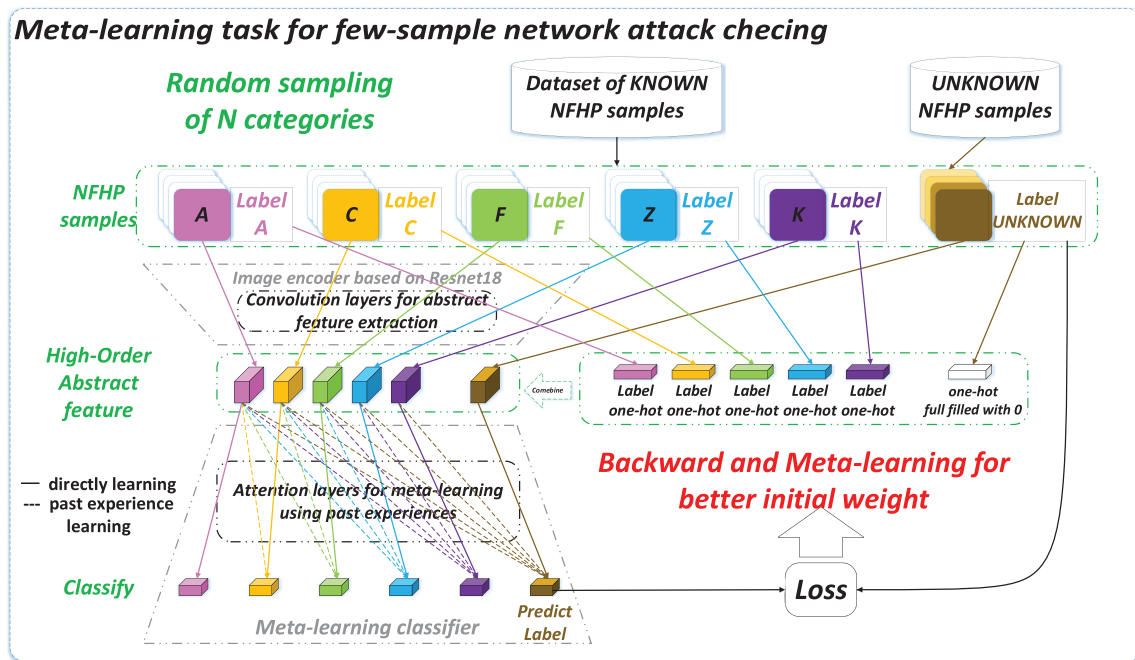 Meta-learning task for few-sample network attack checing
Random sampling
of N categories
Dataset of KNOWN
NFHP samples
UNKNOWN
NFHP samples
NFHP
samples
A
Label
A
C
Label
C
F
Label
F
Z
Label
Z
K
Label
K
Label
UNKNOWN
Image encoder based on Resnet18
Convolution layers for abstract
feature extraction
High-Order
Abstract
feature
Comebine
Label
one-hot
Label
one-hot
Label
one-hot
Label
one-hot
Label
one-hot
one-hot
full filled with 0
Backward and Meta-learning for
better initial weight
directly learning
past experience
learning
Attention layers for meta-learning
using past experiences
Classify
Predict
Label
Loss
Meta-learning classifier